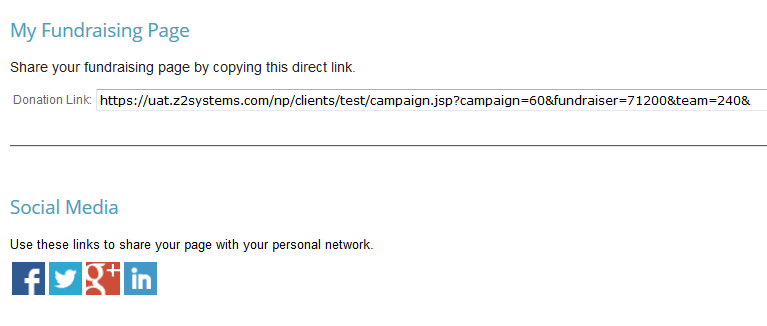 My Fundraising Page
Share your fundraising page by copying this direct link.
Donation Link: https://uat.z2systems.com/np/clients/test/campaign.jsp?campaign=60&fundraiser=71200&team=240&
Social Media
Use these links to share your page with your personal network.
f g+ in